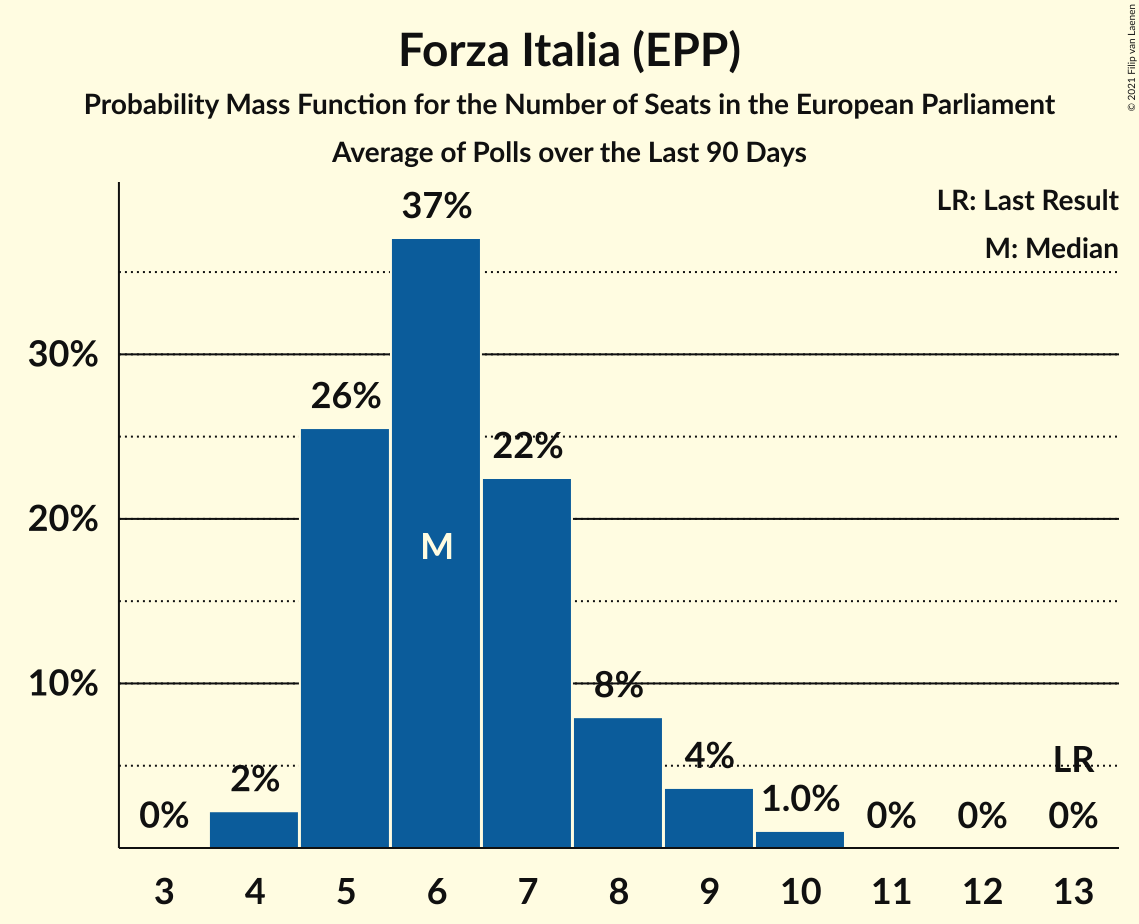 Forza Italia (EPP)
Probability Mass Function for the Number of Seats in the European Parliament
Average of Polls over the Last 90 Days
© 2021 Filip van Laenen
LR: Last Result
M: Median
37%
30%
26%
22%
20%
M
10%
8%
4%
LR
2%
1.0%
0%
0%
0%
0%
3 4 5 6 7 8 9 10 11 12 13